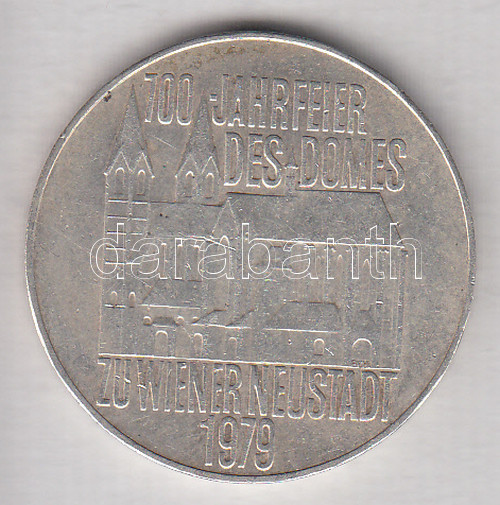 700 JAHRFEIER
DES DOMES
darabanth
ZU WIENER NEUSTADT
1979